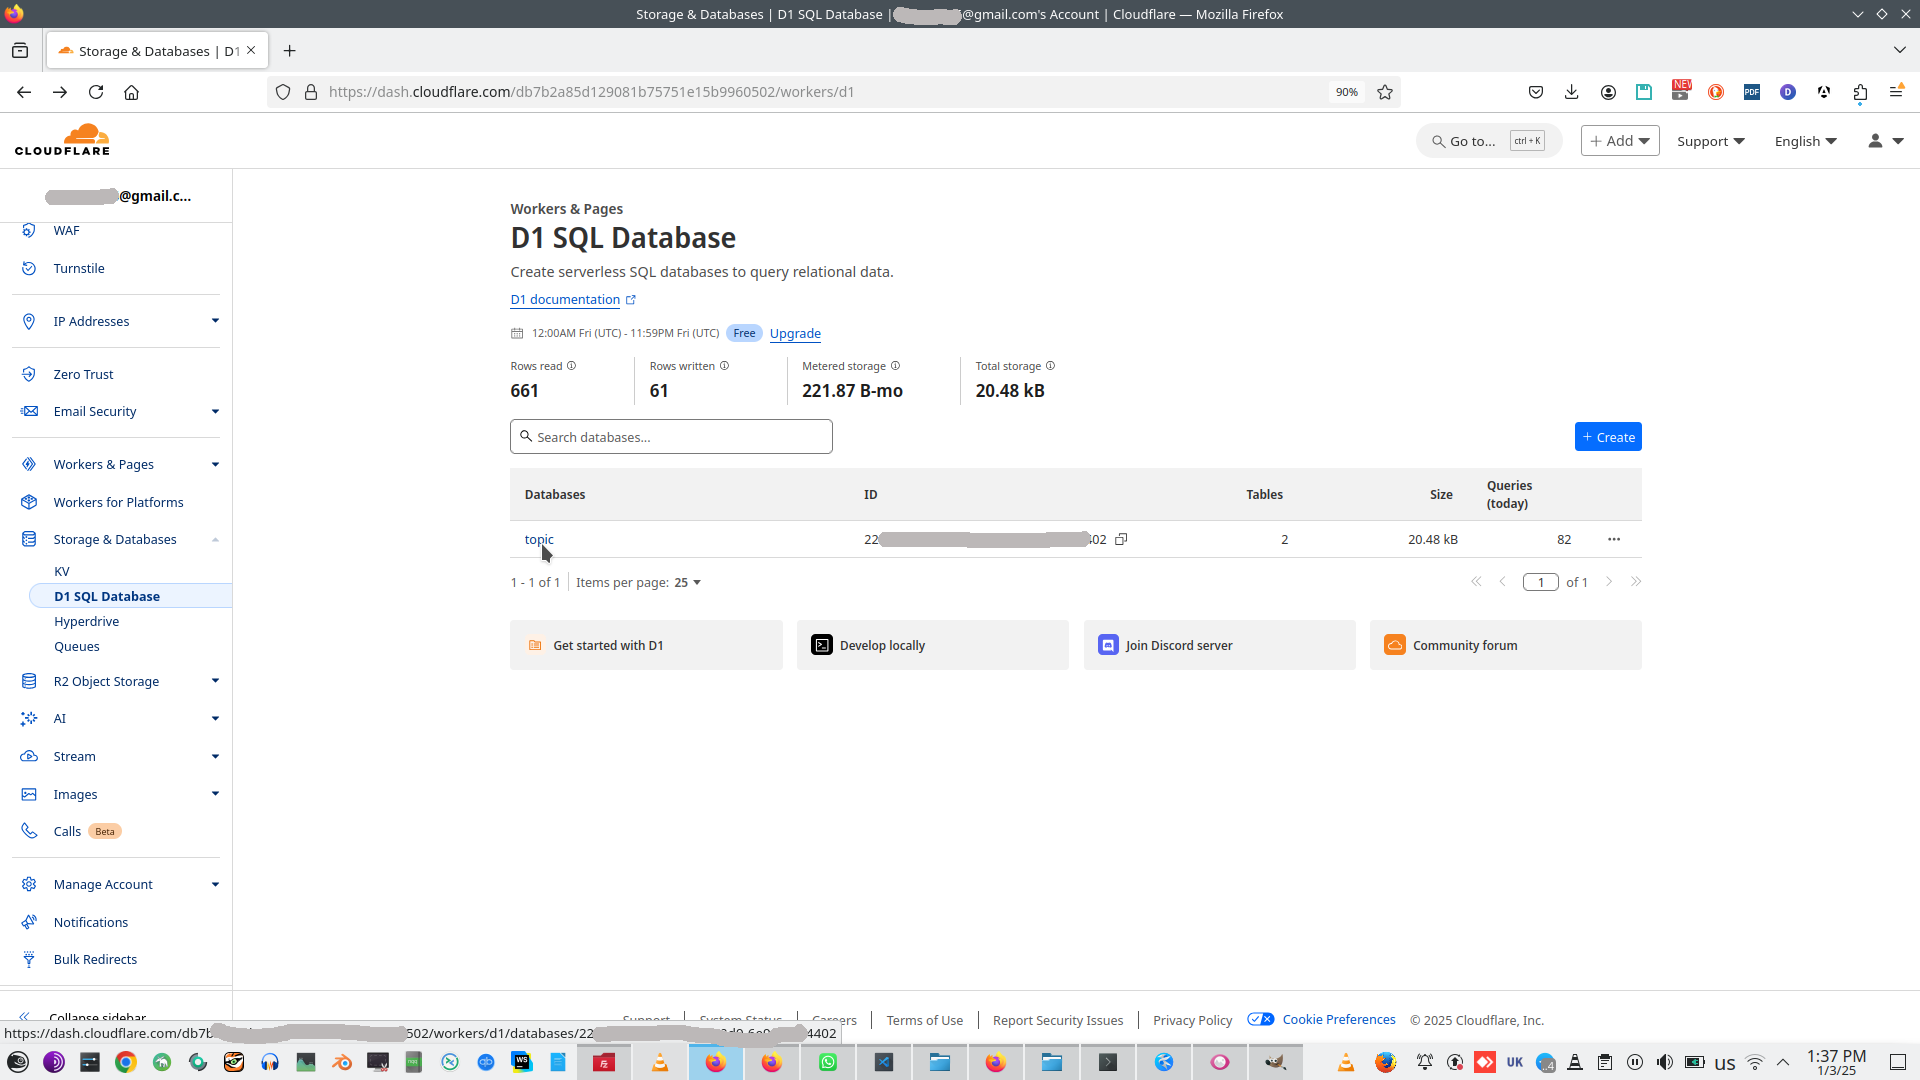 Storage & Databases | D1 SQL Database | @gmail.com's Account | Cloudflare — Mozilla Firefox
Storage & Databases | D1
https://dash.cloudflare.com/db7b2a85d129081b75751e15b9960502/workers/d1
90%
NEW
PDF
D
CLOUDFLARE
Go to...
ctrl + K
Add
Support
English
@gmail.c...
WAF
Turnstile
IP Addresses
Zero Trust
Email Security
Workers & Pages
Workers for Platforms
Storage & Databases
KV
D1 SQL Database
Hyperdrive
Queues
R2 Object Storage
AI
Stream
Images
Calls Beta
Manage Account
Notifications
Bulk Redirects
Collapse sidebar
Workers & Pages
D1 SQL Database
Create serverless SQL databases to query relational data.
D1 documentation
12:00AM Fri (UTC) - 11:59PM Fri (UTC) Free Upgrade
Rows read Rows written Metered storage Total storage
661 61 221.87 B-mo 20.48 kB
Search databases...
+ Create
Databases ID Tables Size Queries (today)
topic 22 402 2 20.48 kB 82 ...
1 - 1 of 1 Items per page: 25
1 of 1
Get started with D1
Develop locally
Join Discord server
Community forum
Support System Status Careers Terms of Use Report Security Issues Privacy Policy Cookie Preferences © 2025 Cloudflare, Inc.
https://dash.cloudflare.com/db7b 502/workers/d1/databases/22 4402
WS
UK
us
1:37 PM
1/3/25